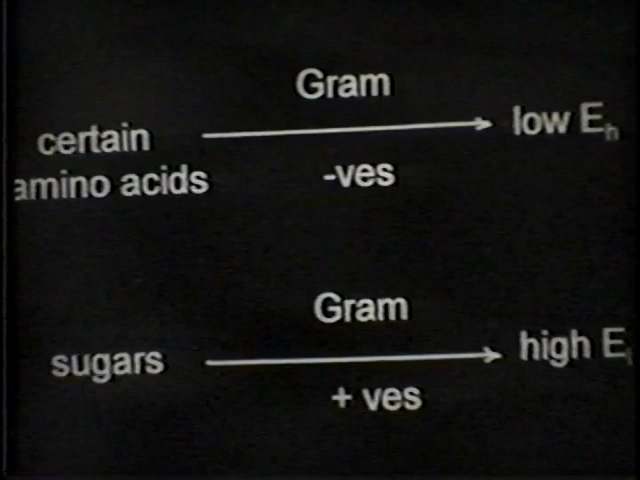 Gram
certain
amino acids
low Eh
-ves
Gram
sugars
high E
+ ves